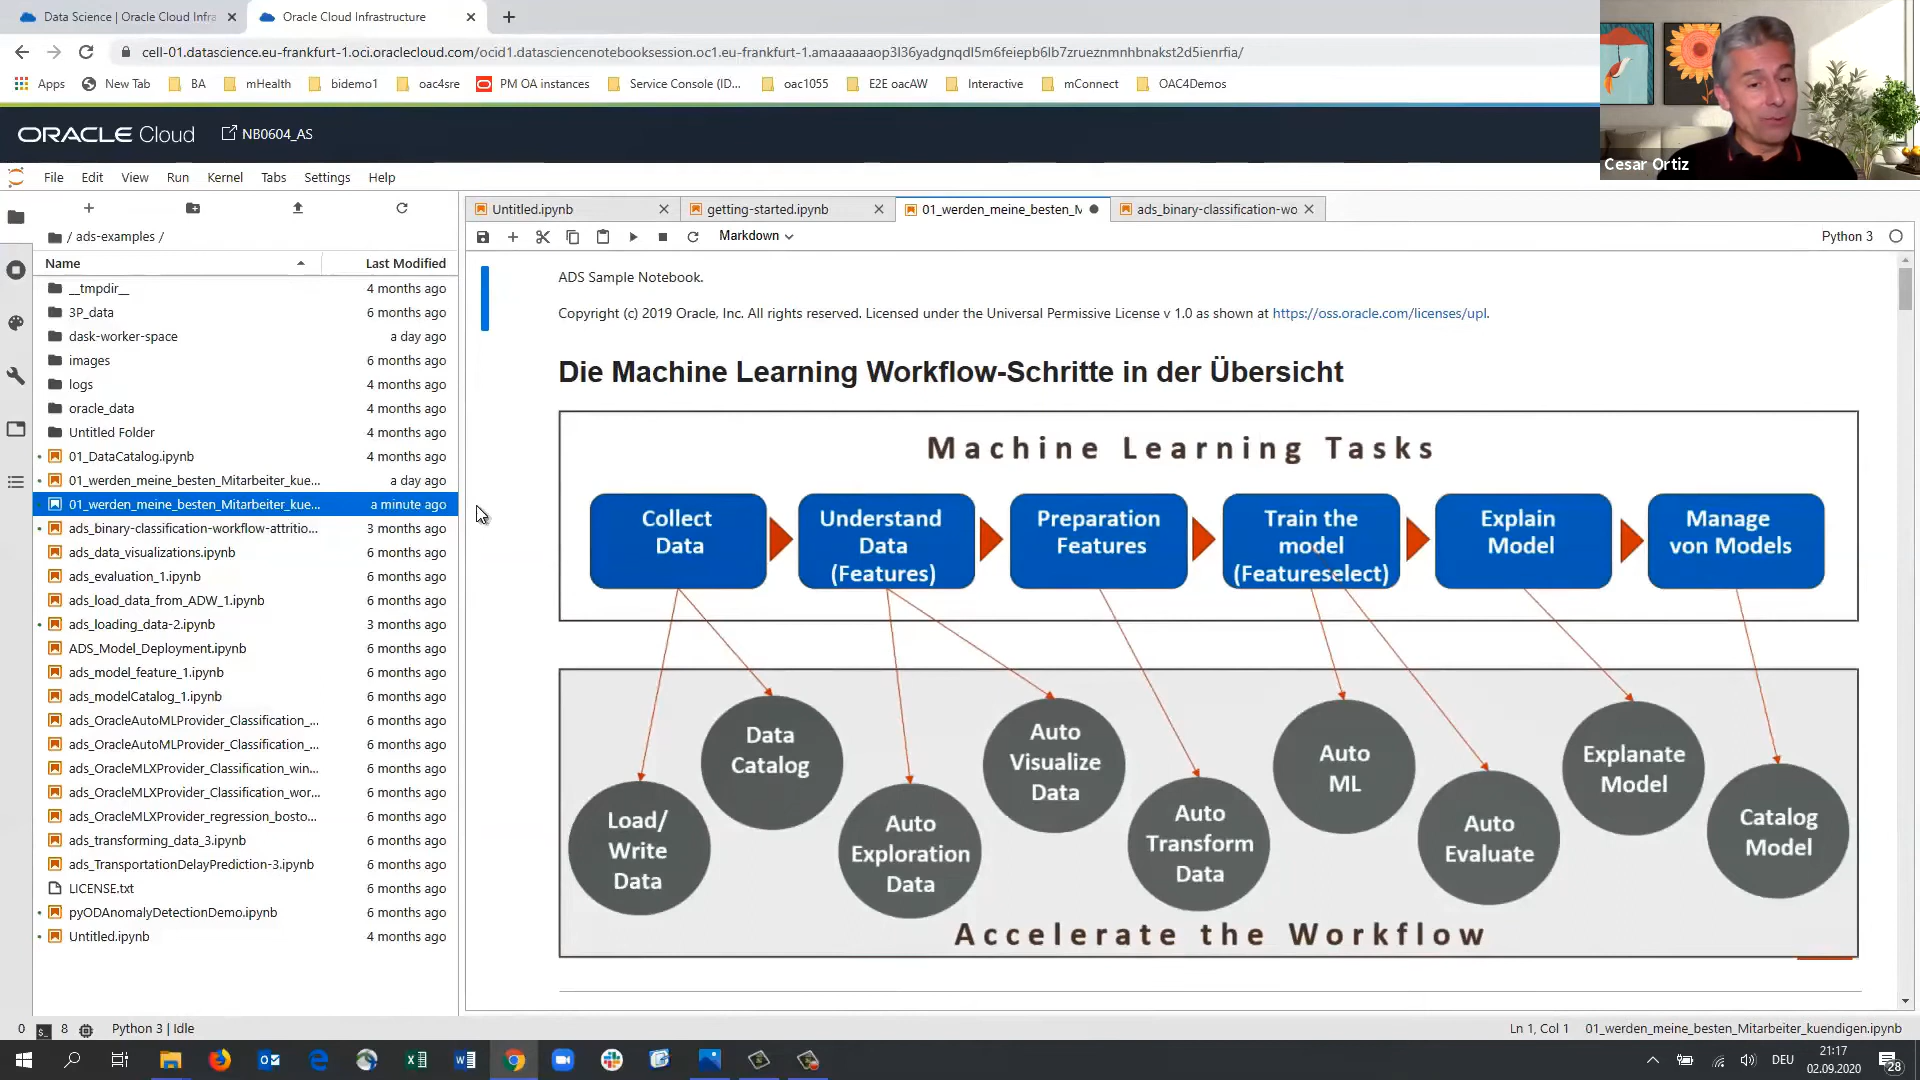 Data Science | Oracle Cloud Infra
Oracle Cloud Infrastructure
cell-01.datascience.eu-frankfurt-1.oci.oraclecloud.com/ocid1.datasciencenotebooksession.oc1.eu-frankfurt-1.amaaaaaaop3l36yadgnqdl5m6feiepb6lb7zrueznmnhbnakst2d5ienrfia/
Apps
New Tab
BA
mHealth
bidemo1
oac4sre
PM OA instances
Service Console (ID...
oac1055
E2E oacAW
Interactive
mConnect
OAC4Demos
Cesar Ortiz
ORACLE Cloud
NB0604_AS
File Edit View Run Kernel Tabs Settings Help
Untitled.ipynb
getting-started.ipynb
01_werden_meine_besten_M
ads_binary-classification-wo
Markdown
Python 3
/ ads-examples /
Name Last Modified
__tmpdir__ 4 months ago
3P_data 6 months ago
dask-worker-space a day ago
images 6 months ago
logs 4 months ago
oracle_data 4 months ago
Untitled Folder 4 months ago
01_DataCatalog.ipynb 4 months ago
01_werden_meine_besten_Mitarbeiter_kue... a day ago
01_werden_meine_besten_Mitarbeiter_kue... a minute ago
ads_binary-classification-workflow-attritio... 3 months ago
ads_data_visualizations.ipynb 6 months ago
ads_evaluation_1.ipynb 6 months ago
ads_load_data_from_ADW_1.ipynb 6 months ago
ads_loading_data-2.ipynb 3 months ago
ADS_Model_Deployment.ipynb 6 months ago
ads_model_feature_1.ipynb 6 months ago
ads_modelCatalog_1.ipynb 6 months ago
ads_OracleAutoMLProvider_Classification_... 6 months ago
ads_OracleAutoMLProvider_Classification_... 6 months ago
ads_OracleMLXProvider_Classification_win... 6 months ago
ads_OracleMLXProvider_Classification_wor... 6 months ago
ads_OracleMLXProvider_regression_bosto... 6 months ago
ads_transforming_data_3.ipynb 6 months ago
ads_TransportationDelayPrediction-3.ipynb 6 months ago
LICENSE.txt 6 months ago
pyODAnomalyDetectionDemo.ipynb 6 months ago
Untitled.ipynb 4 months ago
ADS Sample Notebook.
Copyright (c) 2019 Oracle, Inc. All rights reserved. Licensed under the Universal Permissive License v 1.0 as shown at https://oss.oracle.com/licenses/upl.
Die Machine Learning Workflow-Schritte in der Übersicht
Machine Learning Tasks
Collect
Data
Understand
Data
(Features)
Preparation
Features
Train the
model
(Featureselect)
Explain
Model
Manage
von Models
Load/
Write
Data
Data
Catalog
Auto
Exploration
Data
Auto
Visualize
Data
Auto
Transform
Data
Auto
ML
Auto
Evaluate
Explanate
Model
Catalog
Model
Accelerate the Workflow
0 8 Python 3 | Idle
Ln 1, Col 1 01_werden_meine_besten_Mitarbeiter_kuendigen.ipynb
DEU
21:17
02.09.2020
28